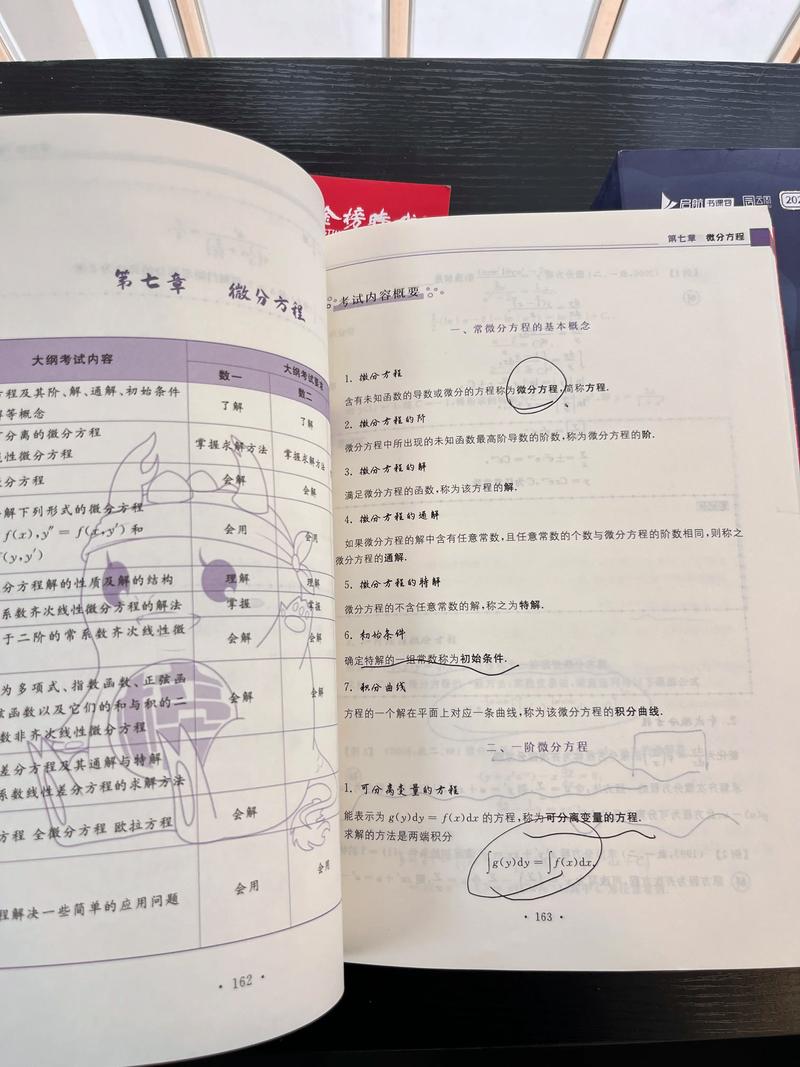 金榜
启航 书课包
202
第七章 微分方程
大纲考试内容
大纲考试要求
数一
数二
方程及其阶、解、通解、初始条件
解等概念
了解
了解
可分离的微分方程
线性微分方程
掌握求解方法
掌握求解方法
微分方程
会解
会解
解下列形式的微分方程
f(x),y″ = f(x,y′) 和
(y,y′)
会用
会用
分方程解的性质及解的结构
理解
理解
系数齐次线性微分方程的解法
掌握
掌握
于二阶的常系数齐次线性微
会解
会解
为多项式、指数函数、正弦函
弦函数以及它们的和与积的二
数非齐次线性微分方程
会解
会解
差分方程及其通解与特解
系数线性差分方程的求解方法
方程 全微分方程 欧拉方程
会解
会解
程解决一些简单的应用问题
会用
会用
· 162 ·
第七章 微分方程
考试内容概要
一、常微分方程的基本概念
1. 微分方程
含有未知函数的导数或微分的方程称为微分方程,简称方程.
2. 微分方程的阶
微分方程中所出现的未知函数最高阶导数的阶数,称为微分方程的阶.
3. 微分方程的解
满足微分方程的函数,称为该方程的解.
4. 微分方程的通解
如果微分方程的解中含有任意常数,且任意常数的个数与微分方程的阶数相同,则称之
微分方程的通解.
5. 微分方程的特解
微分方程的不含任意常数的解,称之为特解.
6. 初始条件
确定特解的一组常数称为初始条件.
7. 积分曲线
方程的一个解在平面上对应一条曲线,称为该微分方程的积分曲线.
二、一阶微分方程
1. 可分离变量的方程
能表示为 g(y)dy = f(x)dx 的方程,称为可分离变量的方程.
求解的方法是两端积分
∫g(y)dy = ∫f(x)dx.
· 163 ·